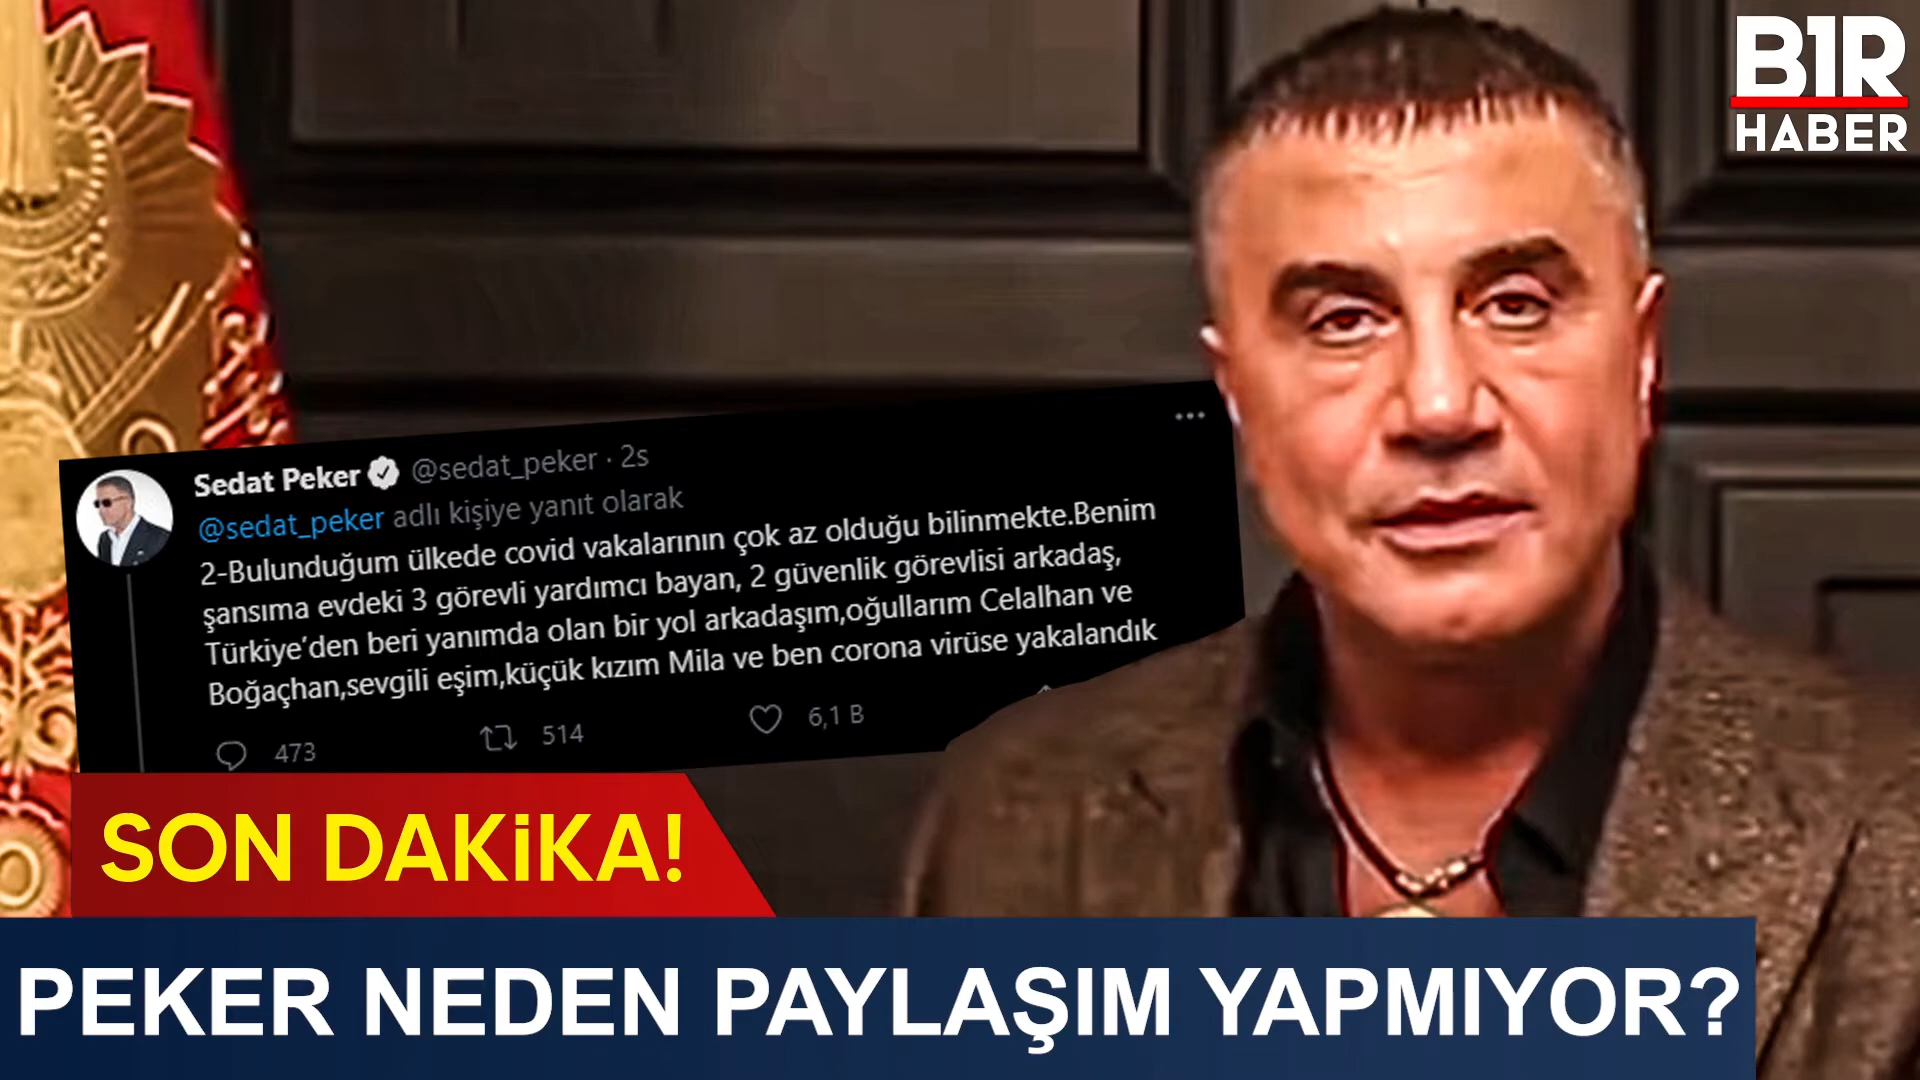 B1R
HABER
Sedat Peker @sedat_peker · 2s
@sedat_peker adlı kişiye yanıt olarak
2-Bulunduğum ülkede covid vakalarının çok az olduğu bilinmekte.Benim
şansıma evdeki 3 görevli yardımcı bayan, 2 güvenlik görevlisi arkadaş,
Türkiye'den beri yanımda olan bir yol arkadaşım,oğullarım Celalhan ve
Boğaçhan,sevgili eşim,küçük kızım Mila ve ben corona virüse yakalandık
473 514 6,1 B
SON DAKİKA!
PEKER NEDEN PAYLAŞIM YAPMIYOR?